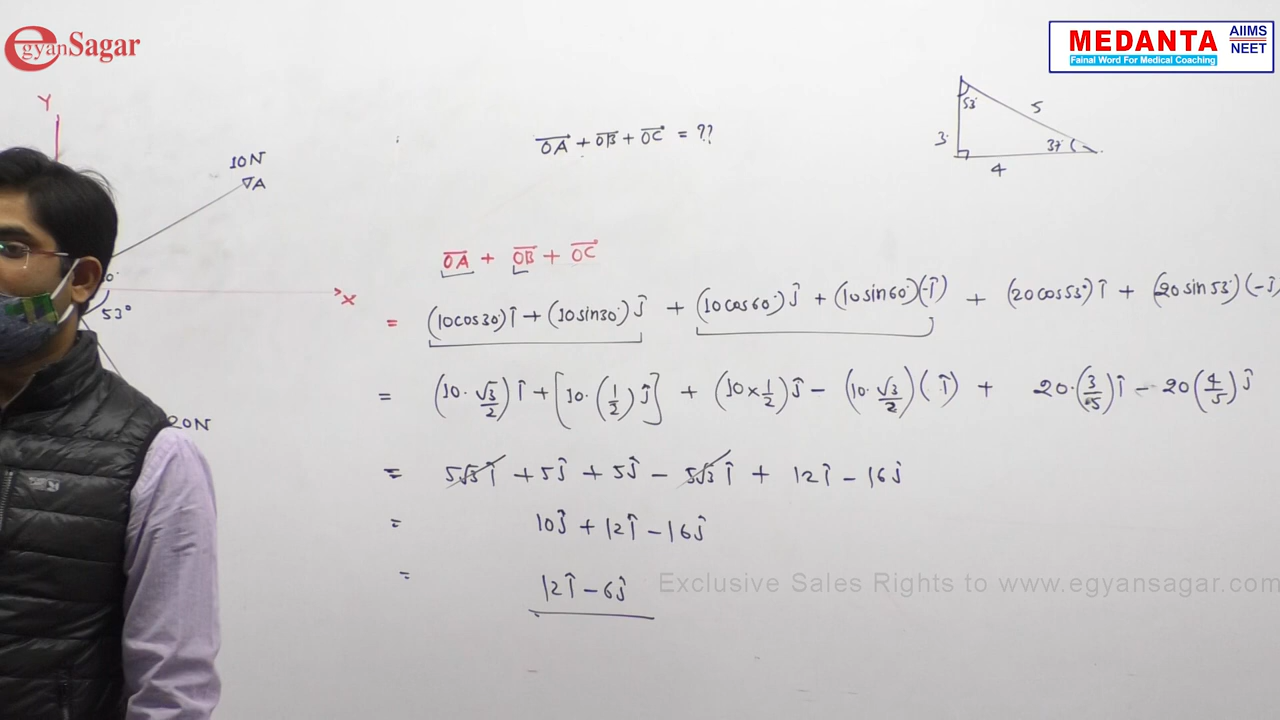 egyanSagar
MEDANTA AIIMS NEET
Fainal Word For Medical Coaching
Y
10N
A
53°
X
20N
OA + OB + OC = ??
53°
5
3
37°
4
OA + OB + OC
= (10cos30°) î + (10sin30°) ĵ + (10cos60°) ĵ + (10sin60°)(-î) + (20cos53°) î + (20sin53°)(-ĵ)
= (10·√3/2) î + [10·(1/2) ĵ] + (10×1/2) ĵ − (10·√3/2)(î) + 20·(3/5) î − 20(4/5) ĵ
= 5√3 î + 5ĵ + 5ĵ − 5√3 î + 12î − 16ĵ
= 10ĵ + 12î − 16ĵ
= 12î − 6ĵ
Exclusive Sales Rights to www.egyansagar.com